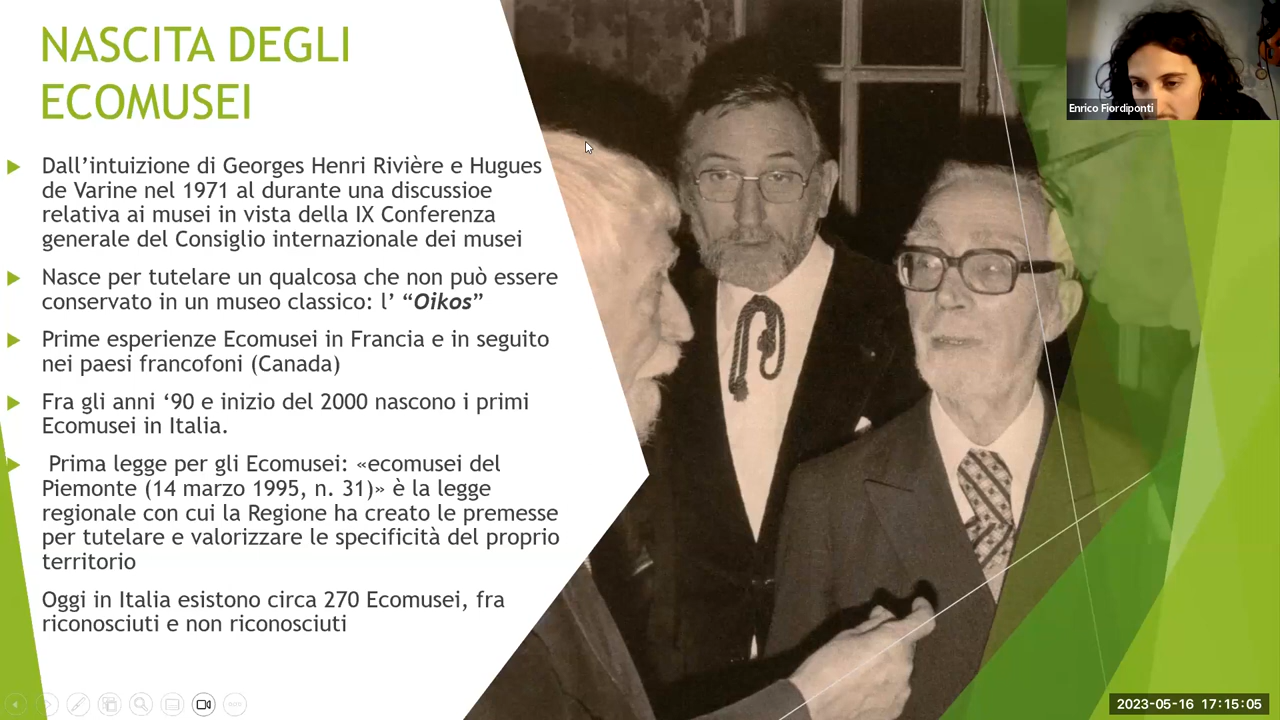 NASCITA DEGLI
ECOMUSEI
Enrico Fiordiponti
Dall’intuizione di Georges Henri Rivière e Hugues
de Varine nel 1971 al durante una discussioe
relativa ai musei in vista della IX Conferenza
generale del Consiglio internazionale dei musei
Nasce per tutelare un qualcosa che non può essere
conservato in un museo classico: l’ “Oikos”
Prime esperienze Ecomusei in Francia e in seguito
nei paesi francofoni (Canada)
Fra gli anni ‘90 e inizio del 2000 nascono i primi
Ecomusei in Italia.
Prima legge per gli Ecomusei: «ecomusei del
Piemonte (14 marzo 1995, n. 31)» è la legge
regionale con cui la Regione ha creato le premesse
per tutelare e valorizzare le specificità del proprio
territorio
Oggi in Italia esistono circa 270 Ecomusei, fra
riconosciuti e non riconosciuti
2023-05-16 17:15:05